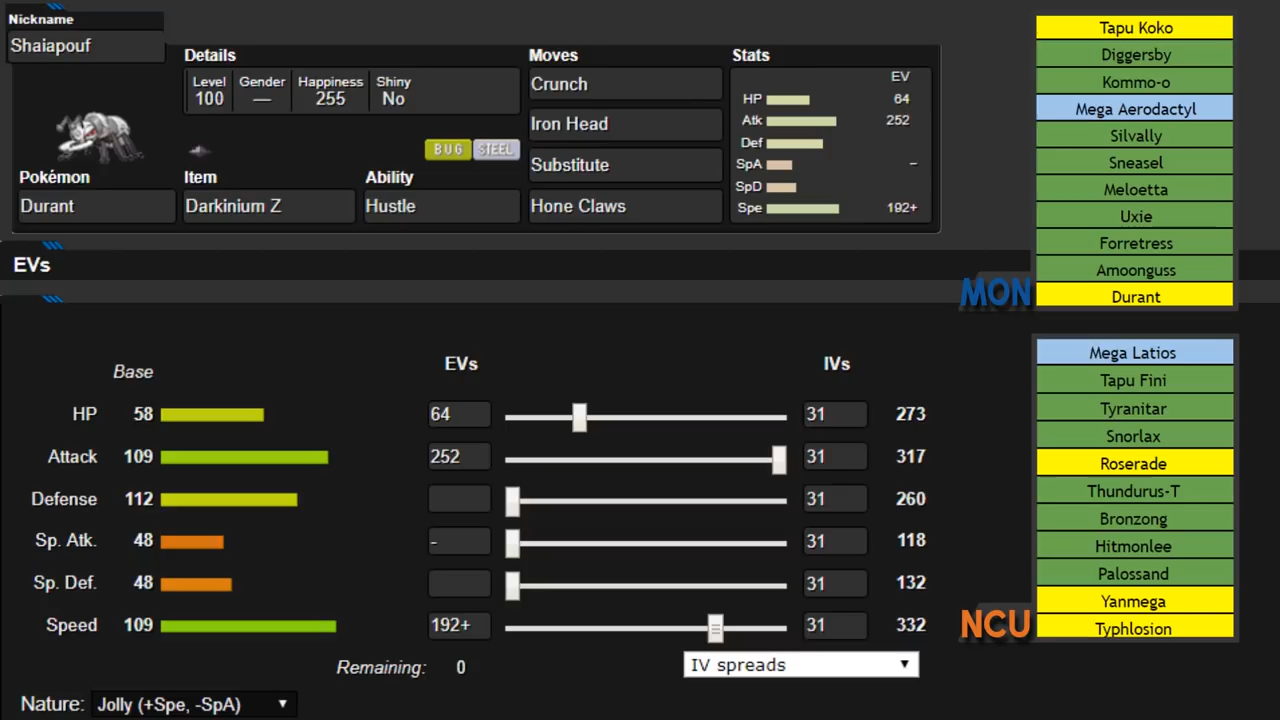 Nickname
Shaiapouf
Details
Level Gender Happiness Shiny
100 — 255 No
BUG STEEL
Pokémon Item Ability
Durant Darkinium Z Hustle
Moves
Crunch
Iron Head
Substitute
Hone Claws
Stats
EV
HP 64
Atk 252
Def
SpA –
SpD
Spe 192+
EVs
Base EVs IVs
HP 58 64 31 273
Attack 109 252 31 317
Defense 112 31 260
Sp. Atk. 48 - 31 118
Sp. Def. 48 31 132
Speed 109 192+ 31 332
Remaining: 0
IV spreads
Nature: Jolly (+Spe, -SpA)
Tapu Koko
Diggersby
Kommo-o
Mega Aerodactyl
Silvally
Sneasel
Meloetta
Uxie
Forretress
Amoonguss
MON Durant
Mega Latios
Tapu Fini
Tyranitar
Snorlax
Roserade
Thundurus-T
Bronzong
Hitmonlee
Palossand
Yanmega
NCU Typhlosion